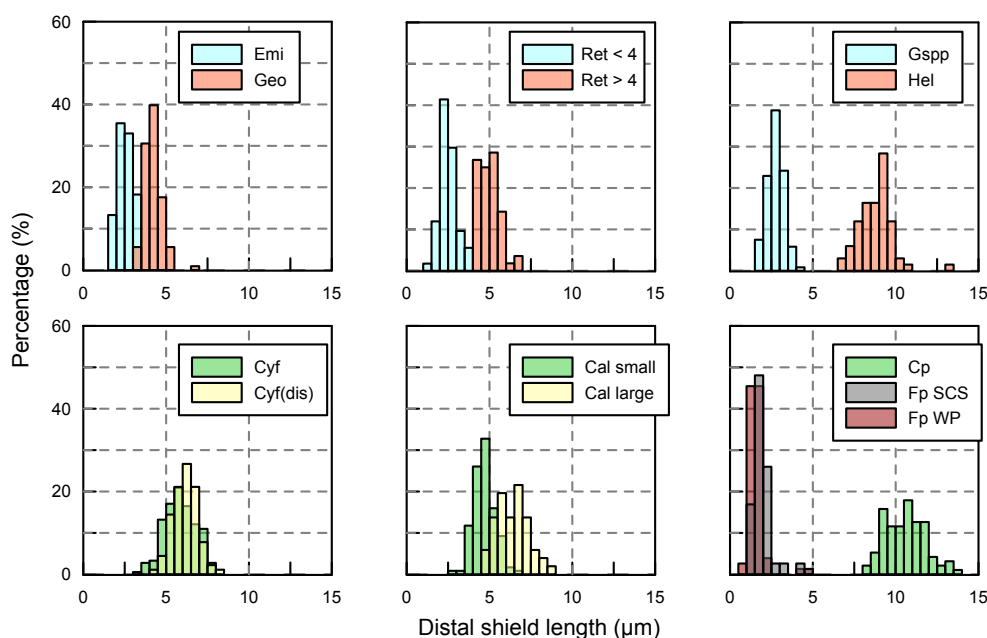 60
40
20
0
0 5 10 15
Emi
Geo
0 5 10 15
Ret < 4
Ret > 4
0 5 10 15
Gspp
Hel
Percentage (%)
60
40
20
0
0 5 10 15
Cyf
Cyf(dis)
0 5 10 15
Cal small
Cal large
0 5 10 15
Cp
Fp SCS
Fp WP
Distal shield length (μm)